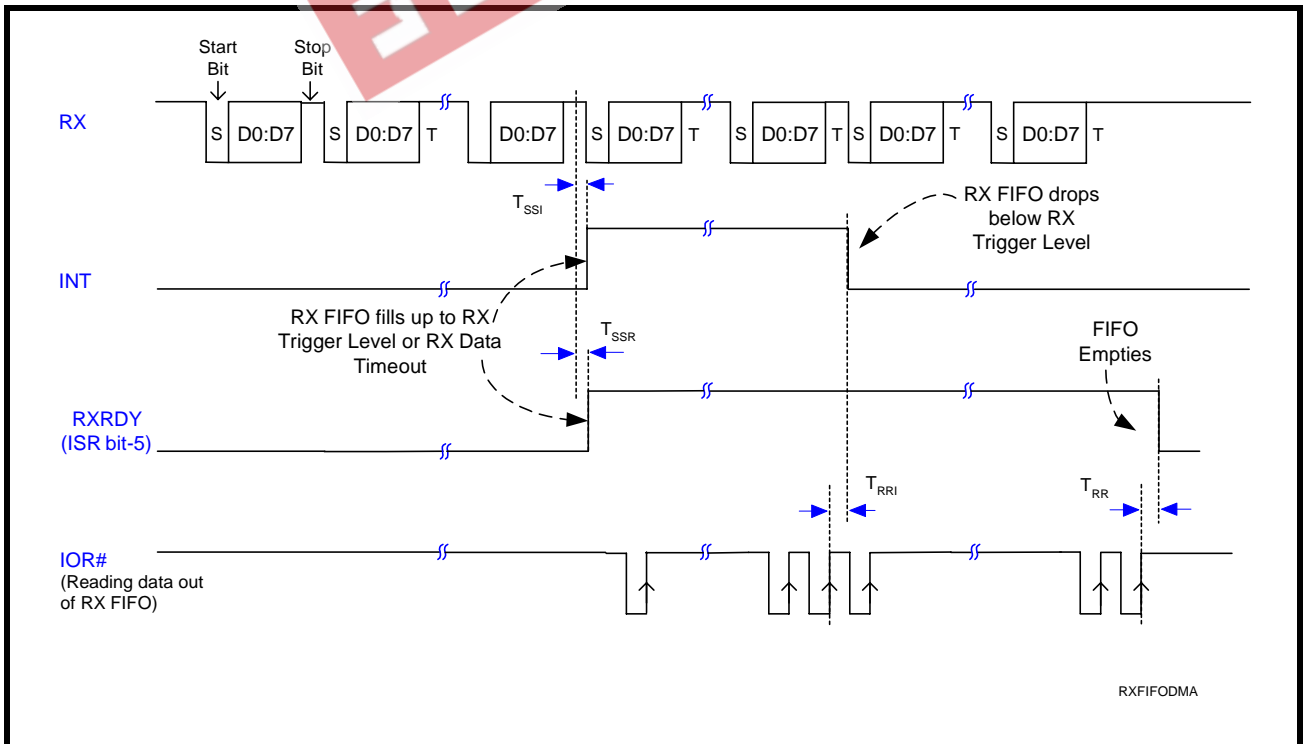 Start
Bit
Stop
Bit
RX
S D0:D7 S D0:D7 T D0:D7 S D0:D7 T S D0:D7 T S D0:D7 T S D0:D7 T
TSSI
RX FIFO drops
below RX
Trigger Level
INT
RX FIFO fills up to RX
Trigger Level or RX Data
Timeout
TSSR
FIFO
Empties
RXRDY
(ISR bit-5)
TRRI
TRR
IOR#
(Reading data out
of RX FIFO)
RXFIFODMA